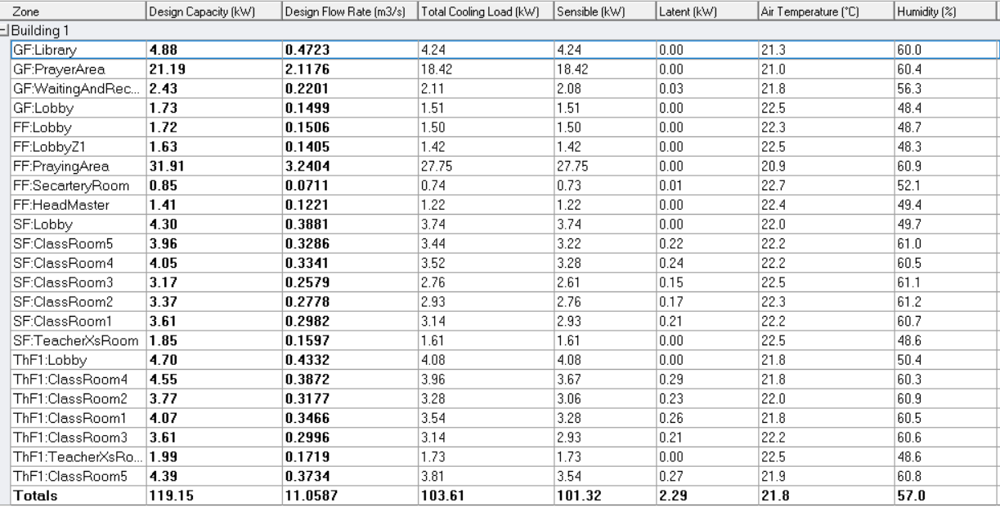 Zone Design Capacity (kW) Design Flow Rate (m3/s) Total Cooling Load (kW) Sensible (kW) Latent (kW) Air Temperature (°C) Humidity (%)
Building 1
GF:Library 4.88 0.4723 4.24 4.24 0.00 21.3 60.0
GF:PrayerArea 21.19 2.1176 18.42 18.42 0.00 21.0 60.4
GF:WaitingAndRec... 2.43 0.2201 2.11 2.08 0.03 21.8 56.3
GF:Lobby 1.73 0.1499 1.51 1.51 0.00 22.5 48.4
FF:Lobby 1.72 0.1506 1.50 1.50 0.00 22.3 48.7
FF:LobbyZ1 1.63 0.1405 1.42 1.42 0.00 22.5 48.3
FF:PrayingArea 31.91 3.2404 27.75 27.75 0.00 20.9 60.9
FF:SecarteryRoom 0.85 0.0711 0.74 0.73 0.01 22.7 52.1
FF:HeadMaster 1.41 0.1221 1.22 1.22 0.00 22.4 49.4
SF:Lobby 4.30 0.3881 3.74 3.74 0.00 22.0 49.7
SF:ClassRoom5 3.96 0.3286 3.44 3.22 0.22 22.2 61.0
SF:ClassRoom4 4.05 0.3341 3.52 3.28 0.24 22.2 60.5
SF:ClassRoom3 3.17 0.2579 2.76 2.61 0.15 22.5 61.1
SF:ClassRoom2 3.37 0.2778 2.93 2.76 0.17 22.3 61.2
SF:ClassRoom1 3.61 0.2982 3.14 2.93 0.21 22.2 60.7
SF:TeacherXsRoom 1.85 0.1597 1.61 1.61 0.00 22.5 48.6
ThF1:Lobby 4.70 0.4332 4.08 4.08 0.00 21.8 50.4
ThF1:ClassRoom4 4.55 0.3872 3.96 3.67 0.29 21.8 60.3
ThF1:ClassRoom2 3.77 0.3177 3.28 3.06 0.23 22.0 60.9
ThF1:ClassRoom1 4.07 0.3466 3.54 3.28 0.26 21.8 60.5
ThF1:ClassRoom3 3.61 0.2996 3.14 2.93 0.21 22.2 60.6
ThF1:TeacherXsRo... 1.99 0.1719 1.73 1.73 0.00 22.5 48.6
ThF1:ClassRoom5 4.39 0.3734 3.81 3.54 0.27 21.9 60.8
Totals 119.15 11.0587 103.61 101.32 2.29 21.8 57.0